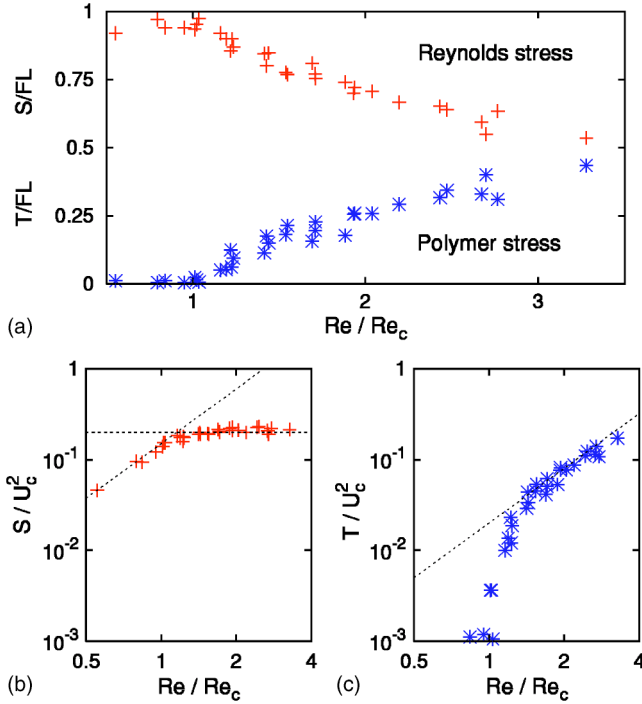 1
0.75
S/FL
Reynolds stress
0.5
T/FL
0.25
Polymer stress
0
1 2 3
(a) Re / Re_c
1 1
10^-1 10^-1
S / U_c^2 T / U_c^2
10^-2 10^-2
10^-3 10^-3
0.5 1 2 4 0.5 1 2 4
(b) Re / Re_c (c) Re / Re_c